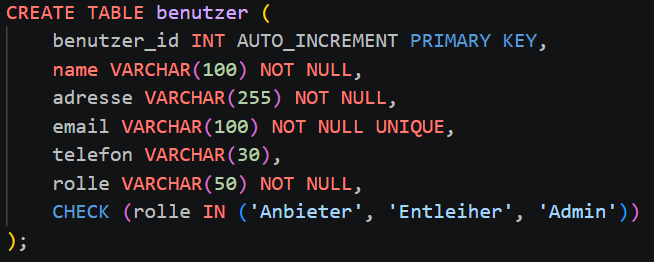 CREATE TABLE benutzer (
    benutzer_id INT AUTO_INCREMENT PRIMARY KEY,
    name VARCHAR(100) NOT NULL,
    adresse VARCHAR(255) NOT NULL,
    email VARCHAR(100) NOT NULL UNIQUE,
    telefon VARCHAR(30),
    rolle VARCHAR(50) NOT NULL,
    CHECK (rolle IN ('Anbieter', 'Entleiher', 'Admin'))
);